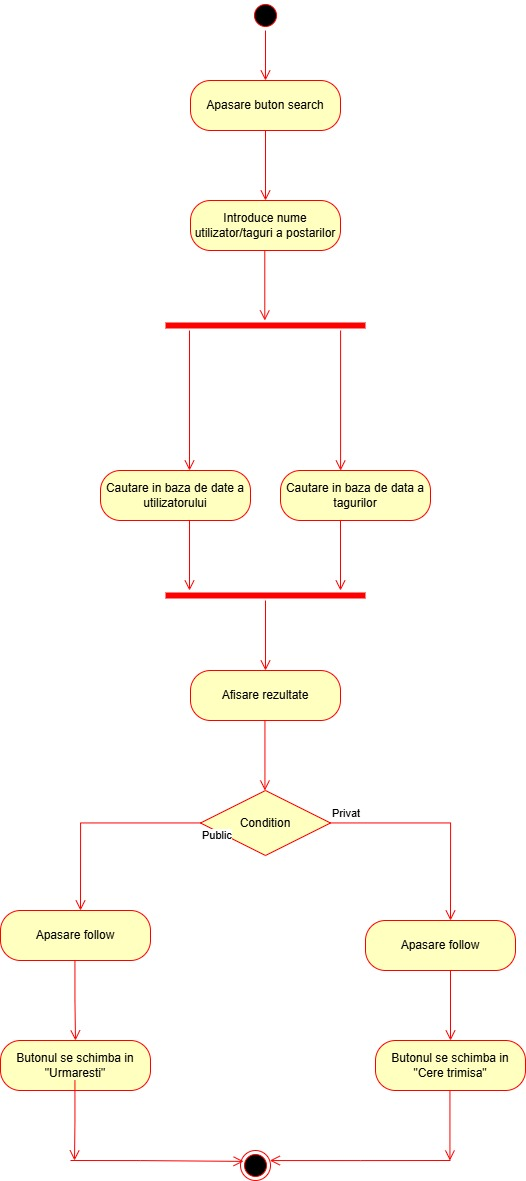 Apasare buton search
Introduce nume
utilizator/taguri a postarilor
Cautare in baza de date a
utilizatorului
Cautare in baza de data a
tagurilor
Afisare rezultate
Condition
Privat
Public
Apasare follow
Apasare follow
Butonul se schimba in
"Urmaresti"
Butonul se schimba in
"Cere trimisa"